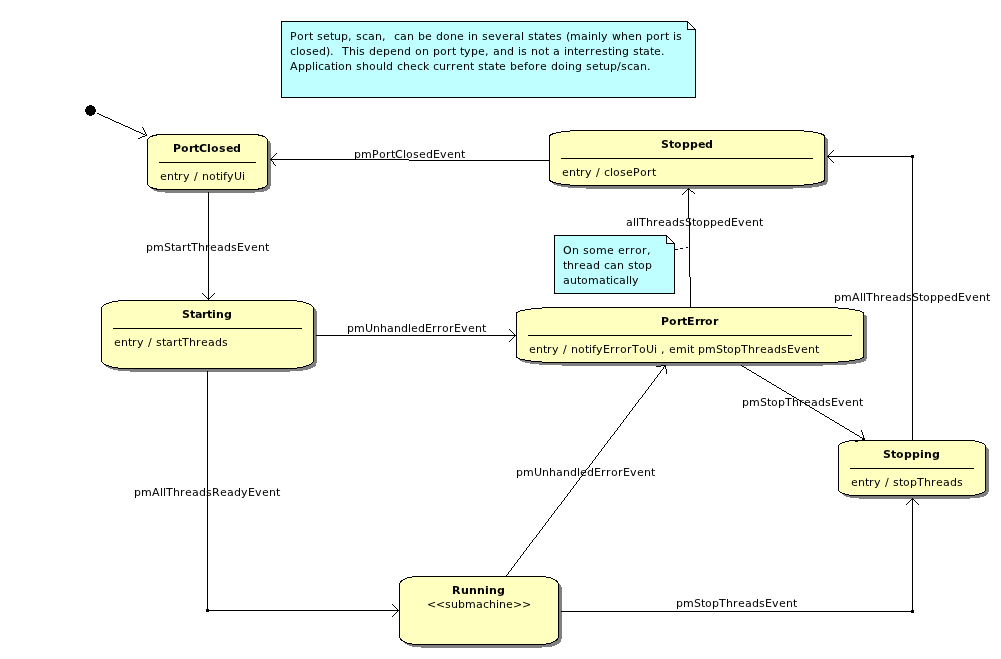 Port setup, scan,  can be done in several states (mainly when port is
closed).  This depend on port type, and is not a interresting state.
Application should check current state before doing setup/scan.
PortClosed
entry / notifyUi
pmPortClosedEvent
Stopped
entry / closePort
pmStartThreadsEvent
allThreadsStoppedEvent
On some error,
thread can stop
automatically
pmAllThreadsStoppedEvent
Starting
entry / startThreads
pmUnhandledErrorEvent
PortError
entry / notifyErrorToUi , emit pmStopThreadsEvent
pmStopThreadsEvent
Stopping
entry / stopThreads
pmUnhandledErrorEvent
pmAllThreadsReadyEvent
Running
<<submachine>>
pmStopThreadsEvent